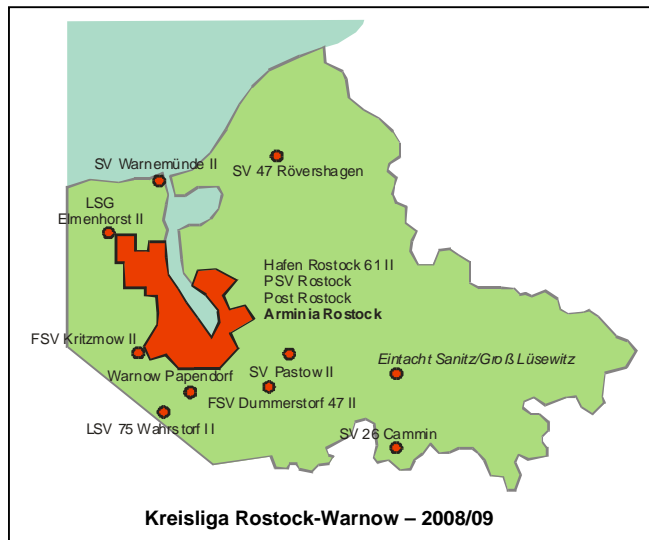 SV Warnemünde II
SV 47 Rövershagen
LSG
Elmenhorst II
Hafen Rostock 61 II
PSV Rostock
Post Rostock
Arminia Rostock
FSV Kritzmow II
Warnow Papendorf
SV Pastow II
Eintacht Sanitz/Groß Lüsewitz
FSV Dummerstorf 47 II
LSV 75 Wahrstorf II
SV 26 Cammin
Kreisliga Rostock-Warnow – 2008/09